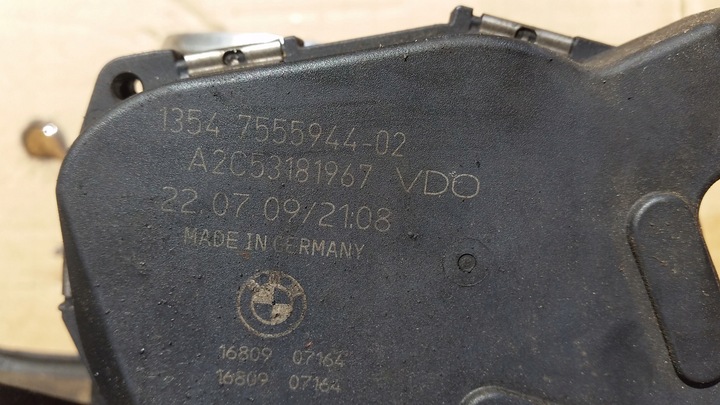 1354 7555944-02
A2C53181967 VDO
22.07 09/21:08
MADE IN GERMANY
16809 07164
16809 07164